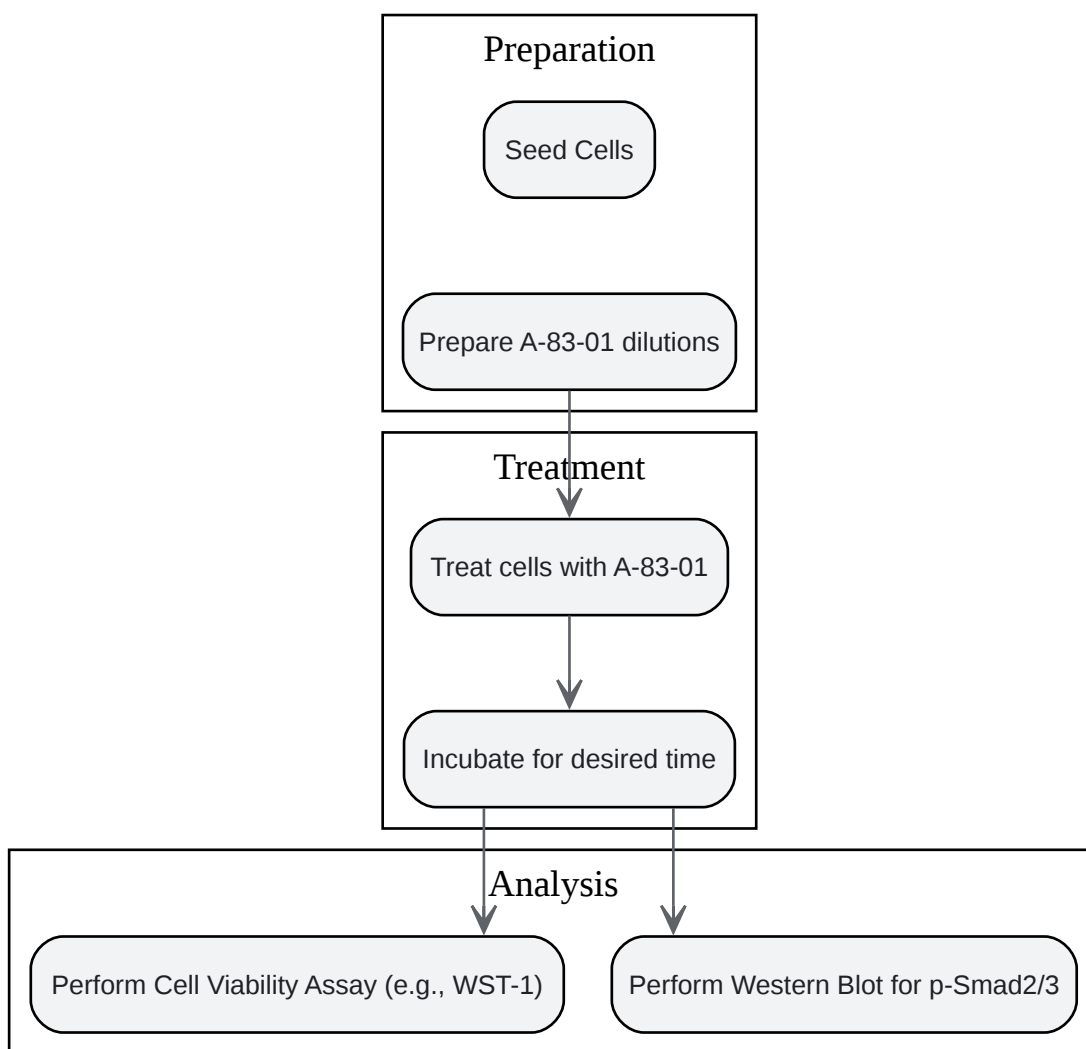 Preparation
Seed Cells
Prepare A-83-01 dilutions
Treatment
Treat cells with A-83-01
Incubate for desired time
Analysis
Perform Cell Viability Assay (e.g., WST-1)
Perform Western Blot for p-Smad2/3